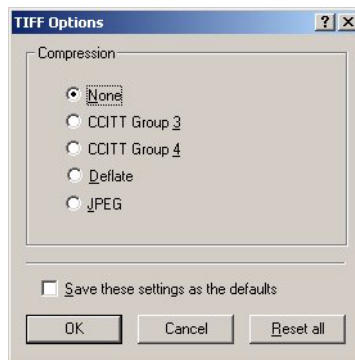 TIFF Options
Compression
None
CCITT Group 3
CCITT Group 4
Deflate
JPEG
Save these settings as the defaults
OK Cancel Reset all